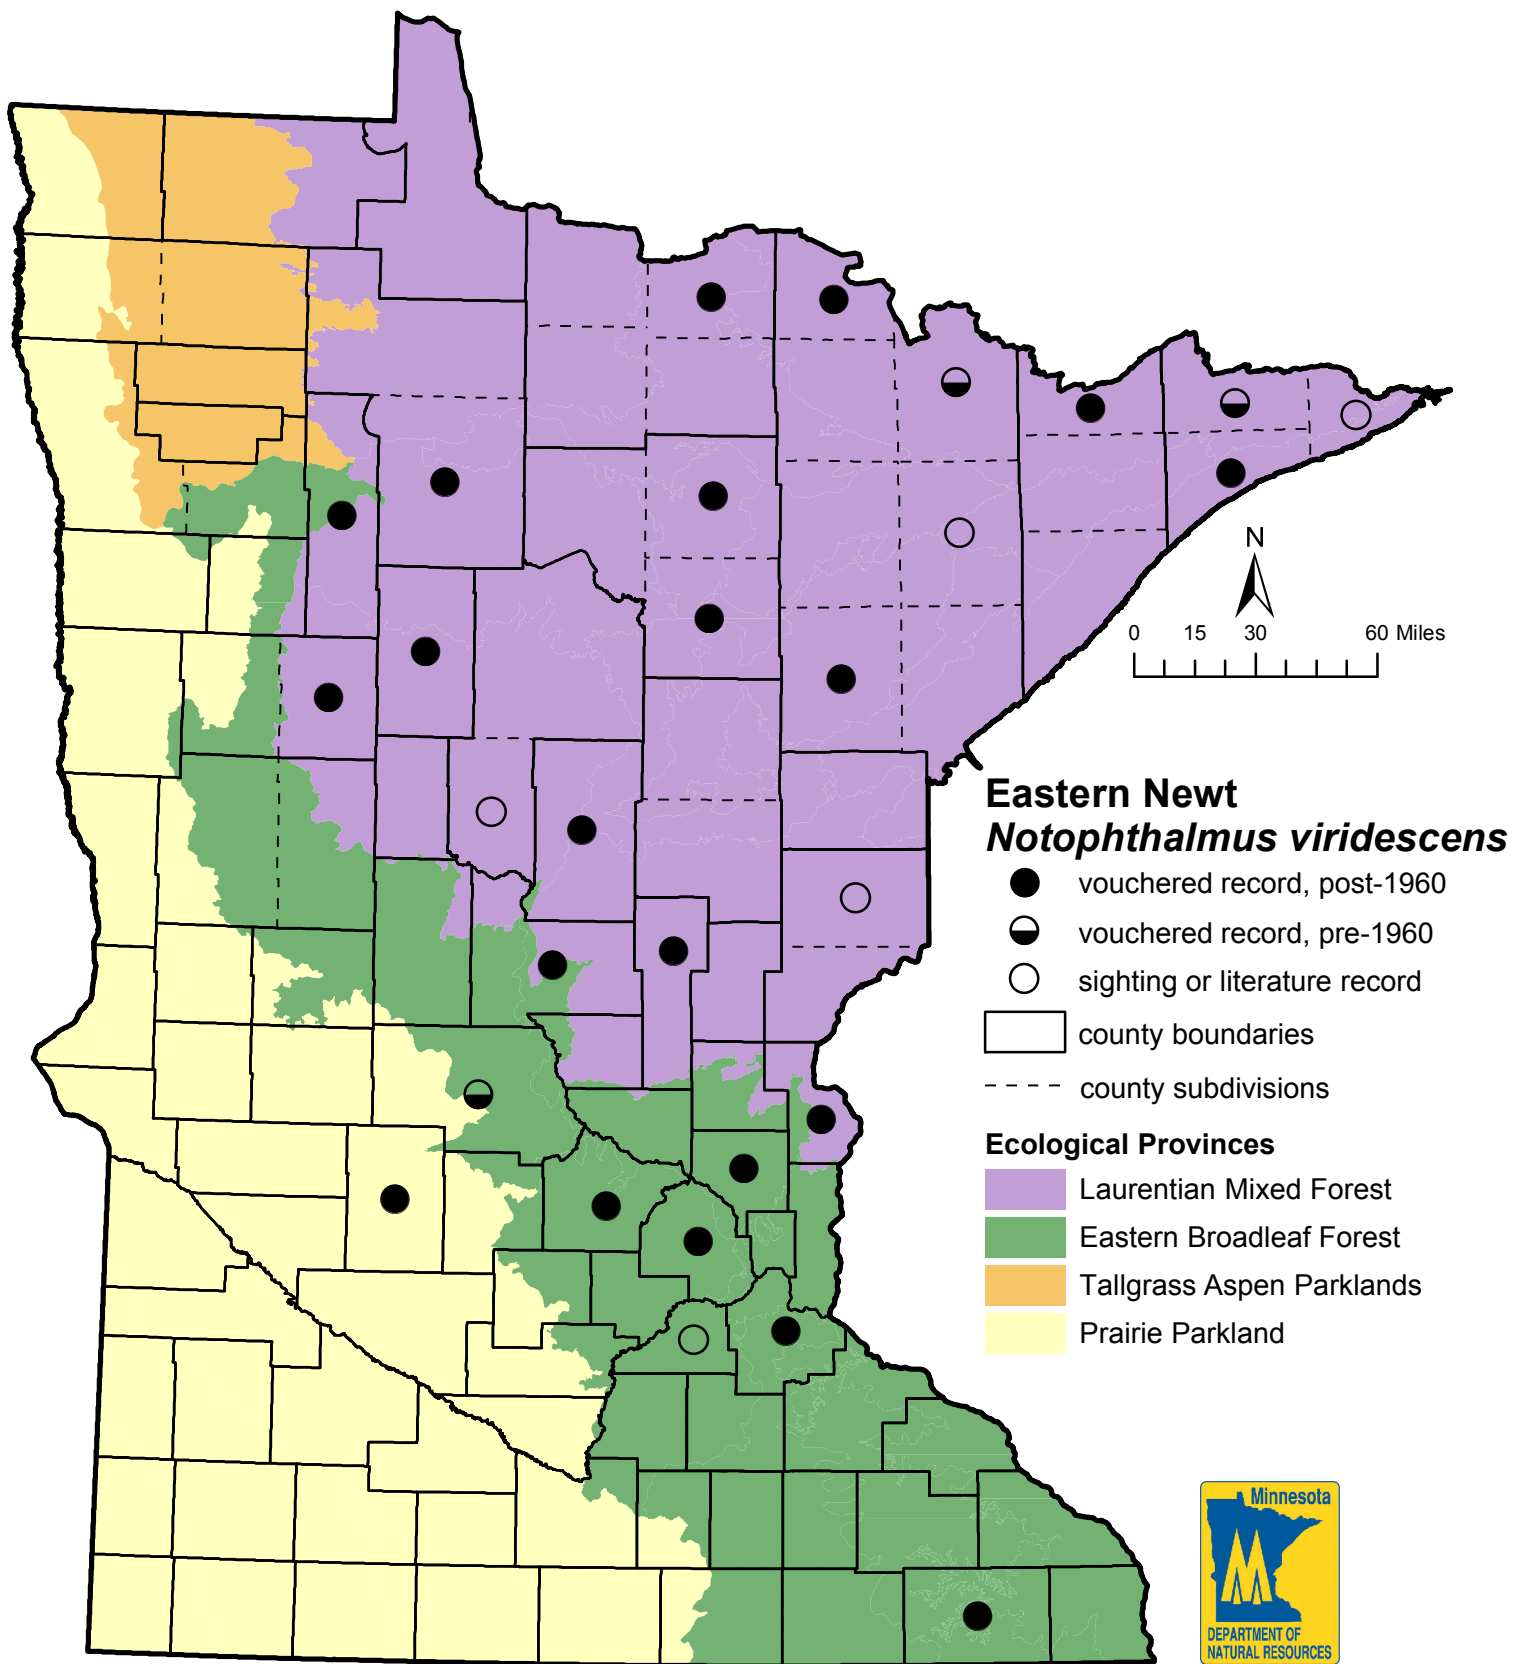 N
0 15 30 60 Miles
Eastern Newt
Notophthalmus viridescens
vouchered record, post-1960
vouchered record, pre-1960
sighting or literature record
county boundaries
county subdivisions
Ecological Provinces
Laurentian Mixed Forest
Eastern Broadleaf Forest
Tallgrass Aspen Parklands
Prairie Parkland
Minnesota
DEPARTMENT OF
NATURAL RESOURCES